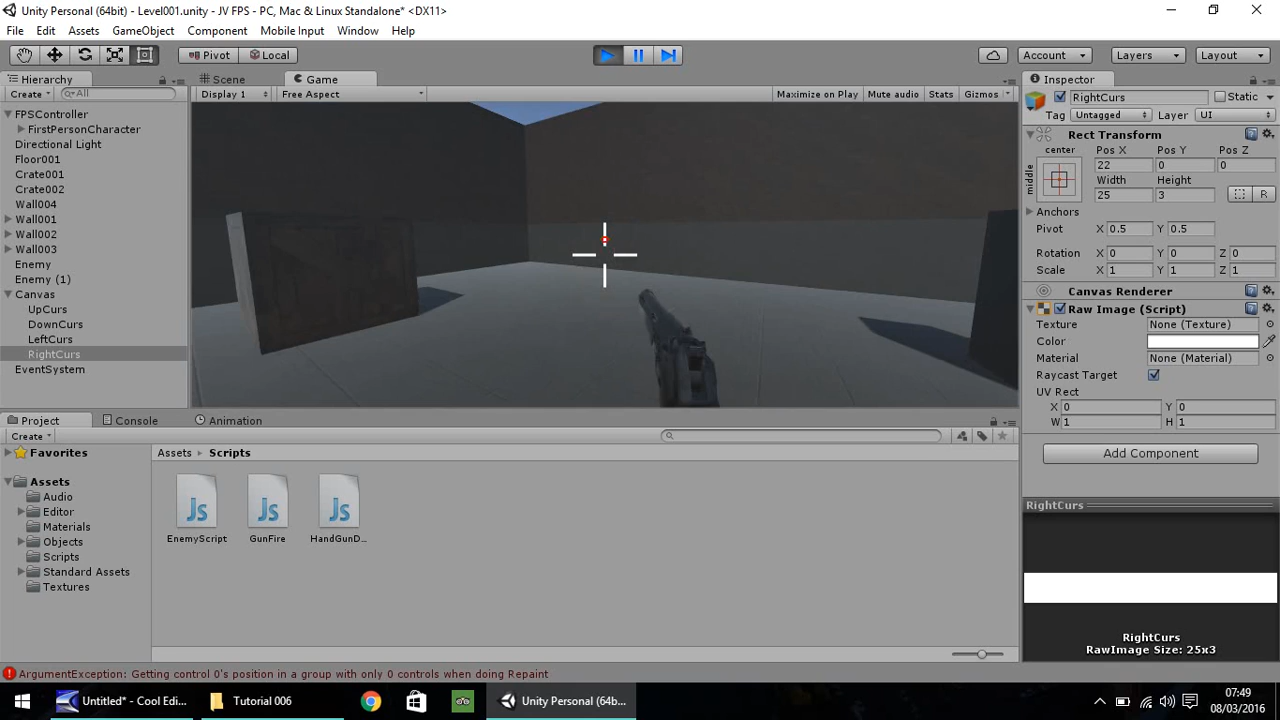 Unity Personal (64bit) - Level001.unity - JV FPS - PC, Mac & Linux Standalone* <DX11>
File Edit Assets GameObject Component Mobile Input Window Help
Pivot Local Account Layers Layout
Hierarchy
Create All
FPSController
FirstPersonCharacter
Directional Light
Floor001
Crate001
Crate002
Wall004
Wall001
Wall002
Wall003
Enemy
Enemy (1)
Canvas
UpCurs
DownCurs
LeftCurs
RightCurs
EventSystem
Scene Game
Display 1 Free Aspect Maximize on Play Mute audio Stats Gizmos
Inspector
RightCurs Static
Tag Untagged Layer UI
Rect Transform
center Pos X Pos Y Pos Z
middle 22 0 0
Width Height
25 3 R
Anchors
Pivot X 0.5 Y 0.5
Rotation X 0 Y 0 Z 0
Scale X 1 Y 1 Z 1
Canvas Renderer
Raw Image (Script)
Texture None (Texture)
Color
Material None (Material)
Raycast Target
UV Rect
X 0 Y 0
W 1 H 1
Add Component
RightCurs
RightCurs
RawImage Size: 25x3
Project Console Animation
Create
Favorites
Assets
Audio
Editor
Materials
Objects
Scripts
Standard Assets
Textures
Assets Scripts
Js Js Js
EnemyScript GunFire HandGunD...
ArgumentException: Getting control 0's position in a group with only 0 controls when doing Repaint
Untitled* - Cool Edi... Tutorial 006 Unity Personal (64b...
07:49
08/03/2016